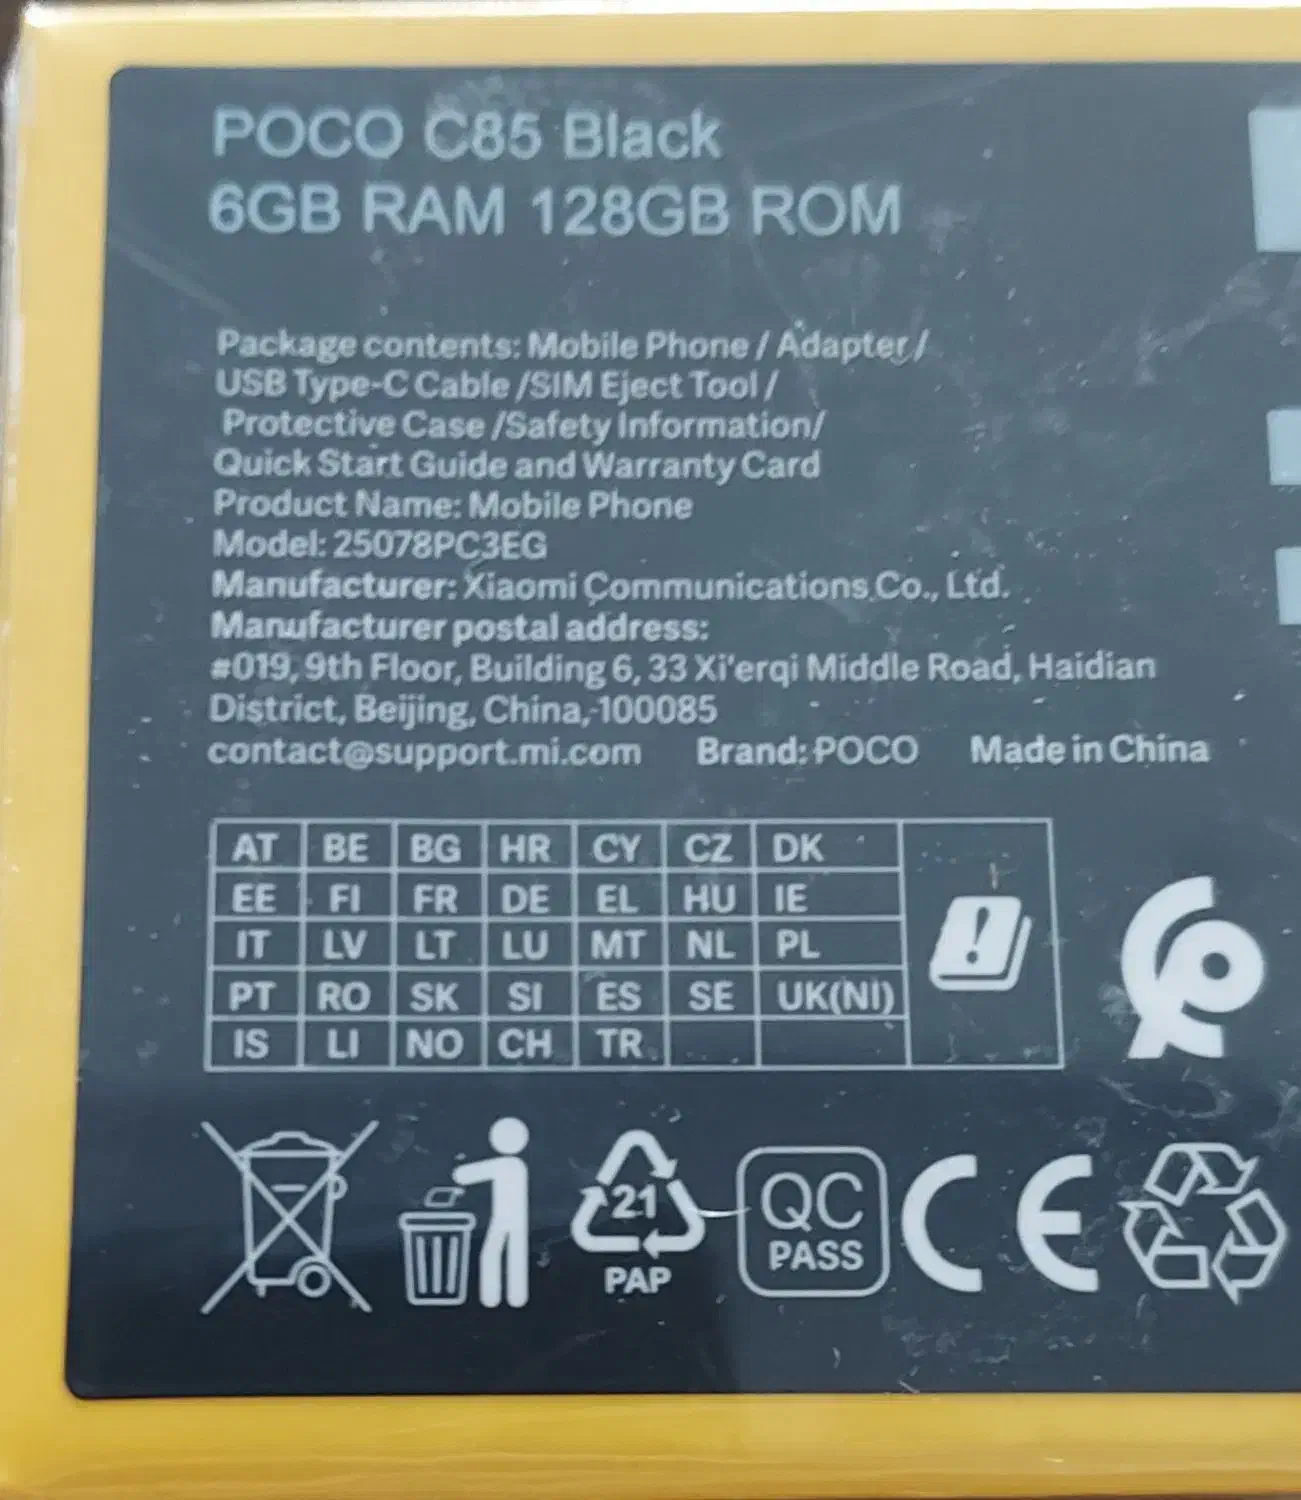 POCO C85 Black
6GB RAM 128GB ROM
Package contents: Mobile Phone / Adapter /
USB Type-C Cable /SIM Eject Tool /
Protective Case /Safety Information/
Quick Start Guide and Warranty Card
Product Name: Mobile Phone
Model: 25078PC3EG
Manufacturer: Xiaomi Communications Co., Ltd.
Manufacturer postal address:
#019, 9th Floor, Building 6, 33 Xi'erqi Middle Road, Haidian
District, Beijing, China, 100085
contact@support.mi.com Brand: POCO Made in China
AT BE BG HR CY CZ DK
EE FI FR DE EL HU IE
IT LV LT LU MT NL PL
PT RO SK SI ES SE UK(NI)
IS LI NO CH TR
21
PAP
QC
PASS
CE